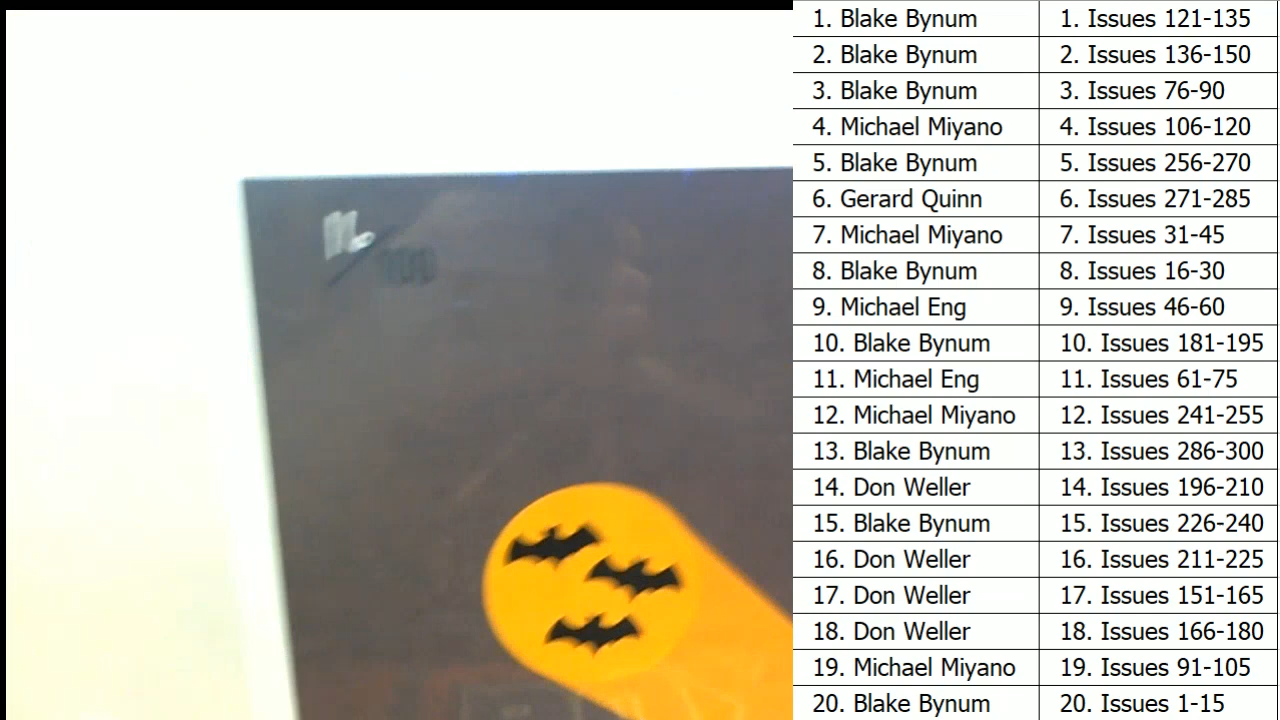 1. Blake Bynum 1. Issues 121-135
2. Blake Bynum 2. Issues 136-150
3. Blake Bynum 3. Issues 76-90
4. Michael Miyano 4. Issues 106-120
5. Blake Bynum 5. Issues 256-270
6. Gerard Quinn 6. Issues 271-285
7. Michael Miyano 7. Issues 31-45
8. Blake Bynum 8. Issues 16-30
9. Michael Eng 9. Issues 46-60
10. Blake Bynum 10. Issues 181-195
11. Michael Eng 11. Issues 61-75
12. Michael Miyano 12. Issues 241-255
13. Blake Bynum 13. Issues 286-300
14. Don Weller 14. Issues 196-210
15. Blake Bynum 15. Issues 226-240
16. Don Weller 16. Issues 211-225
17. Don Weller 17. Issues 151-165
18. Don Weller 18. Issues 166-180
19. Michael Miyano 19. Issues 91-105
20. Blake Bynum 20. Issues 1-15